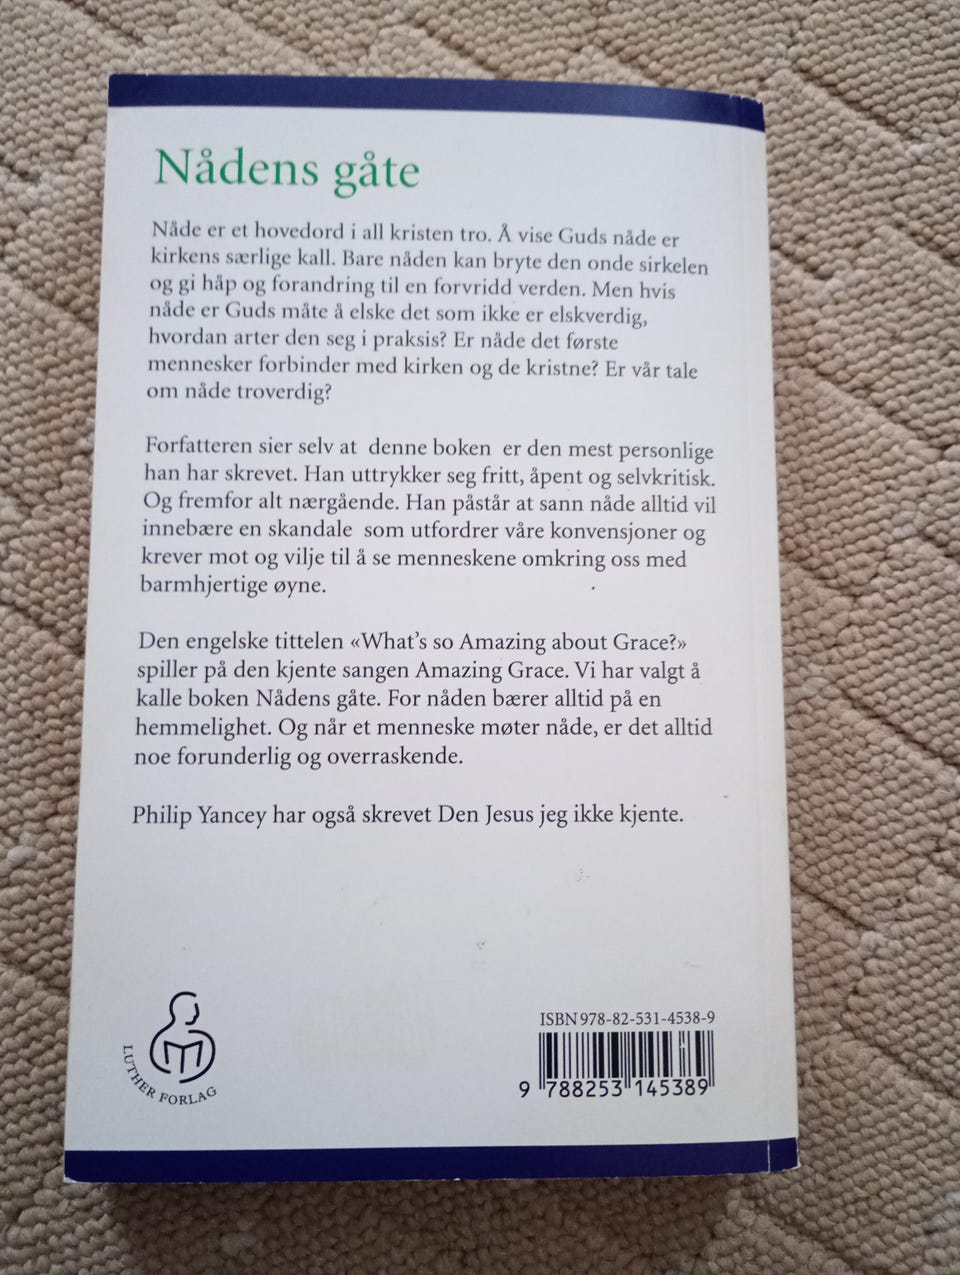 Nådens gåte
Nåde er et hovedord i all kristen tro. Å vise Guds nåde er
kirkens særlige kall. Bare nåden kan bryte den onde sirkelen
og gi håp og forandring til en forvridd verden. Men hvis
nåde er Guds måte å elske det som ikke er elskverdig,
hvordan arter den seg i praksis? Er nåde det første
mennesker forbinder med kirken og de kristne? Er vår tale
om nåde troverdig?
Forfatteren sier selv at denne boken er den mest personlige
han har skrevet. Han uttrykker seg fritt, åpent og selvkritisk.
Og fremfor alt nærgående. Han påstår at sann nåde alltid vil
innebære en skandale som utfordrer våre konvensjoner og
krever mot og vilje til å se menneskene omkring oss med
barmhjertige øyne.
Den engelske tittelen «What's so Amazing about Grace?»
spiller på den kjente sangen Amazing Grace. Vi har valgt å
kalle boken Nådens gåte. For nåden bærer alltid på en
hemmelighet. Og når et menneske møter nåde, er det alltid
noe forunderlig og overraskende.
Philip Yancey har også skrevet Den Jesus jeg ikke kjente.
LUTHER FORLAG
ISBN 978-82-531-4538-9
9 788253 145389